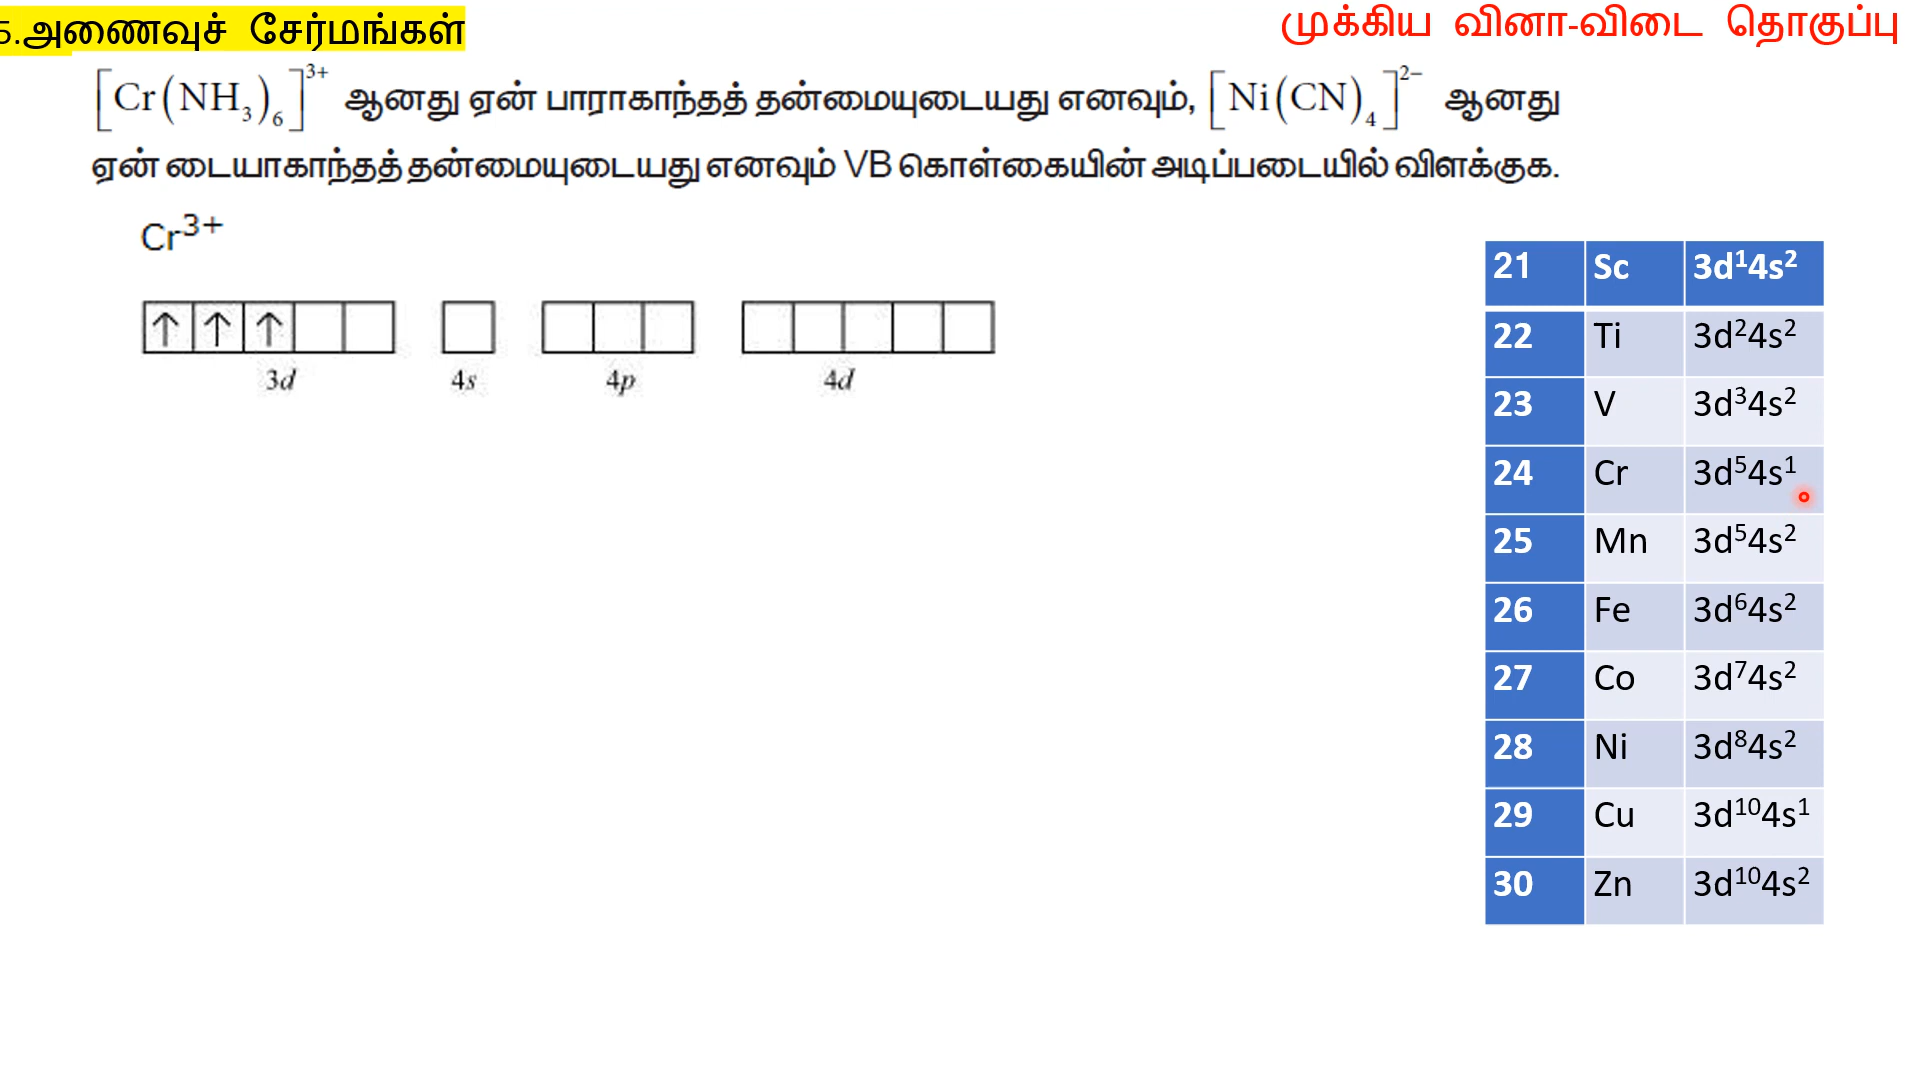 5.அணைவுச் சேர்மங்கள்
முக்கிய வினா-விடை தொகுப்பு
[Cr(NH₃)₆]³⁺ ஆனது ஏன் பாராகாந்தத் தன்மையுடையது எனவும், [Ni(CN)₄]²⁻ ஆனது
ஏன் டையாகாந்தத் தன்மையுடையது எனவும் VB கொள்கையின் அடிப்படையில் விளக்குக.
Cr³⁺
↑ ↑ ↑
3d 4s 4p 4d
21 Sc 3d¹4s²
22 Ti 3d²4s²
23 V 3d³4s²
24 Cr 3d⁵4s¹
25 Mn 3d⁵4s²
26 Fe 3d⁶4s²
27 Co 3d⁷4s²
28 Ni 3d⁸4s²
29 Cu 3d¹⁰4s¹
30 Zn 3d¹⁰4s²